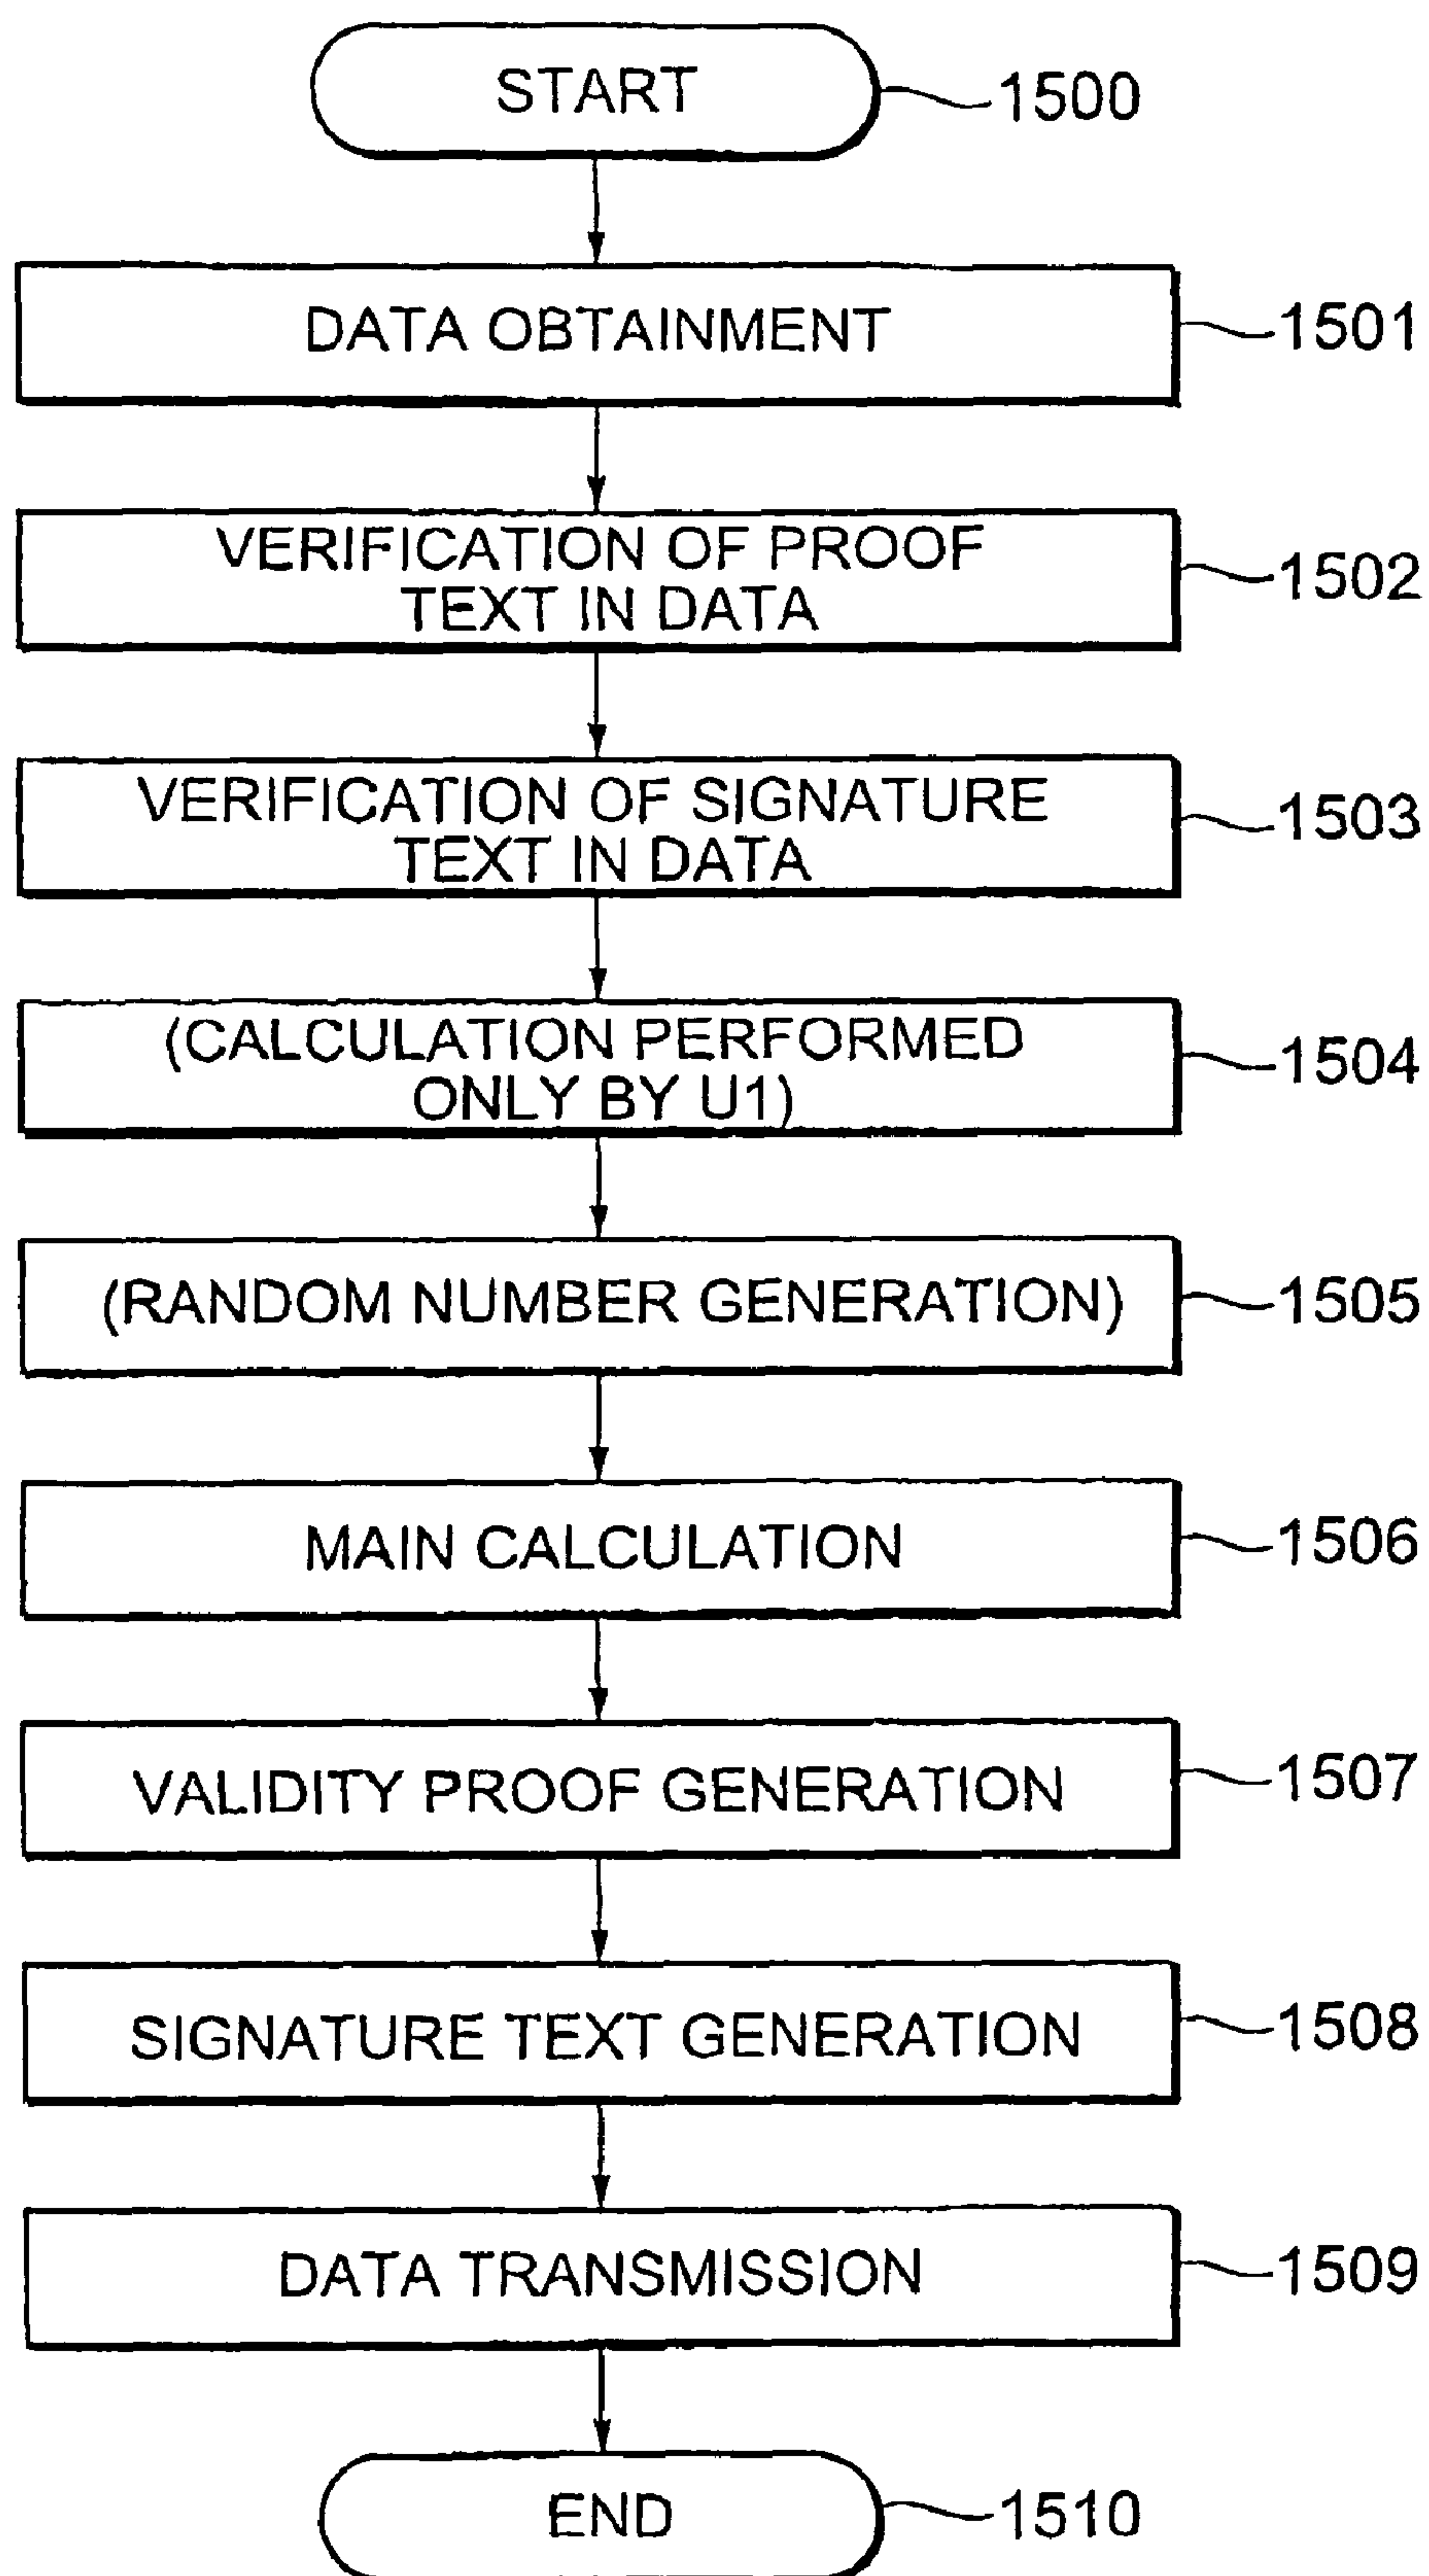 START
1500
DATA OBTAINMENT
1501
VERIFICATION OF PROOF
TEXT IN DATA
1502
VERIFICATION OF SIGNATURE
TEXT IN DATA
1503
(CALCULATION PERFORMED
ONLY BY U1)
1504
(RANDOM NUMBER GENERATION)
1505
MAIN CALCULATION
1506
VALIDITY PROOF GENERATION
1507
SIGNATURE TEXT GENERATION
1508
DATA TRANSMISSION
1509
END
1510